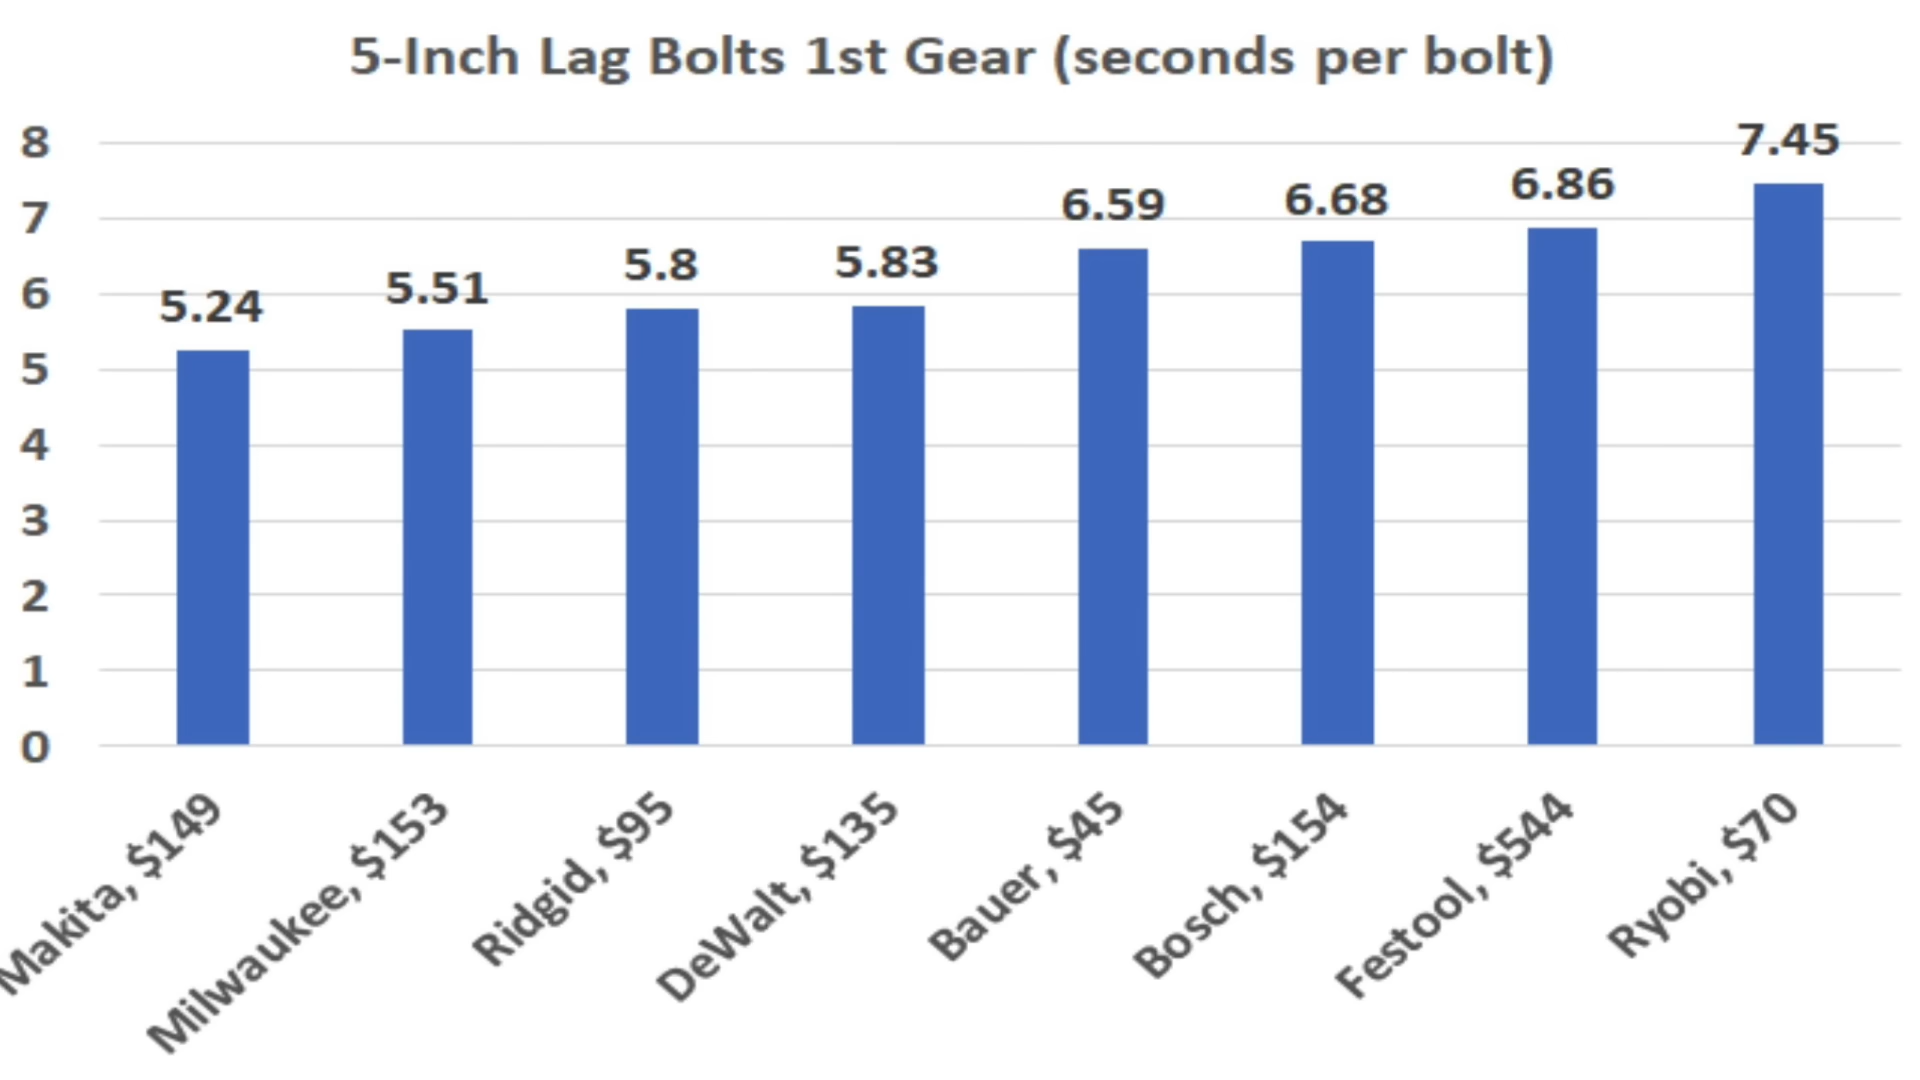 5-Inch Lag Bolts 1st Gear (seconds per bolt)
8
7
6
5
4
3
2
1
0
5.24
5.51
5.8
5.83
6.59
6.68
6.86
7.45
Makita, $149
Milwaukee, $153
Ridgid, $95
DeWalt, $135
Bauer, $45
Bosch, $154
Festool, $544
Ryobi, $70